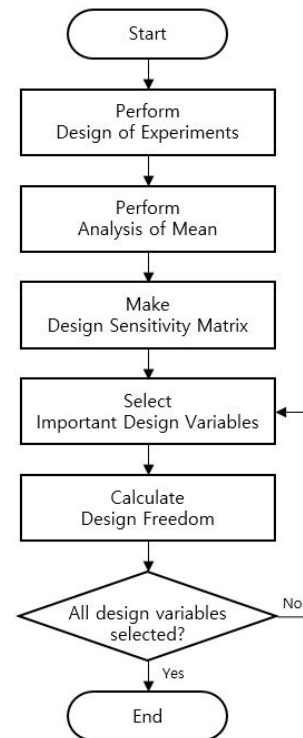 Start
Perform
Design of Experiments
Perform
Analysis of Mean
Make
Design Sensitivity Matrix
Select
Important Design Variables
Calculate
Design Freedom
All design variables
selected?
No
Yes
End